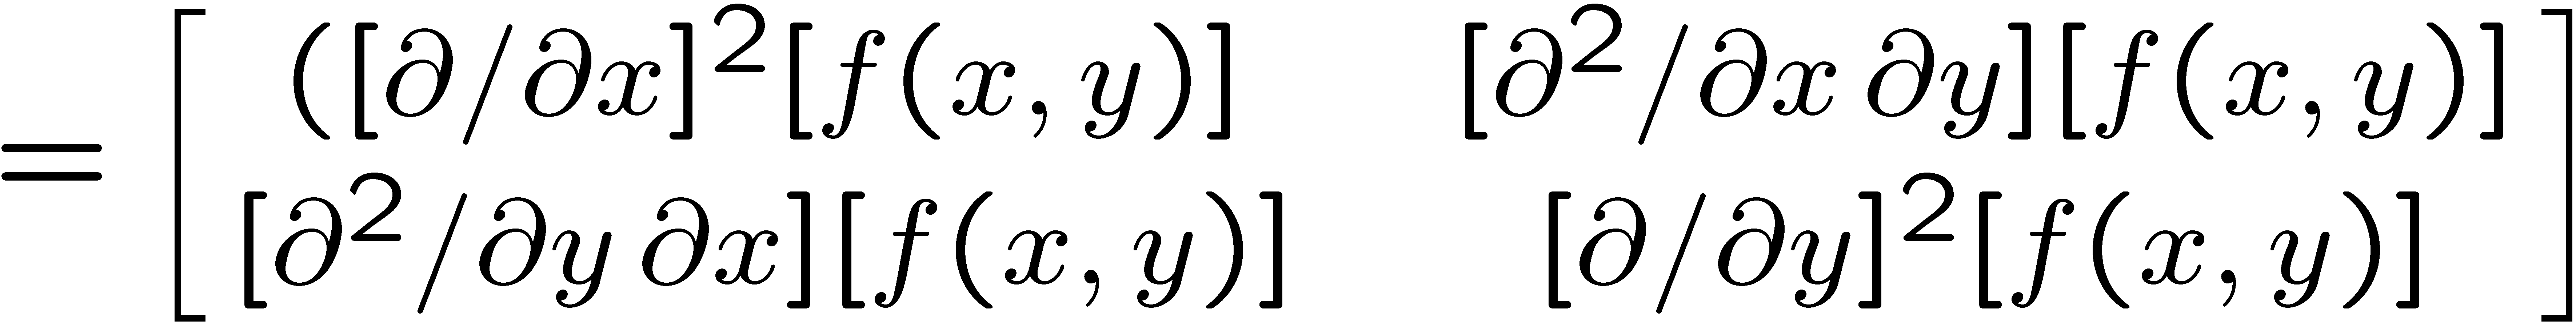 = [ ([∂/∂x]²[f(x, y)] [∂²/∂x ∂y][f(x, y)]
[∂²/∂y ∂x][f(x, y)] [∂/∂y]²[f(x, y)] ]